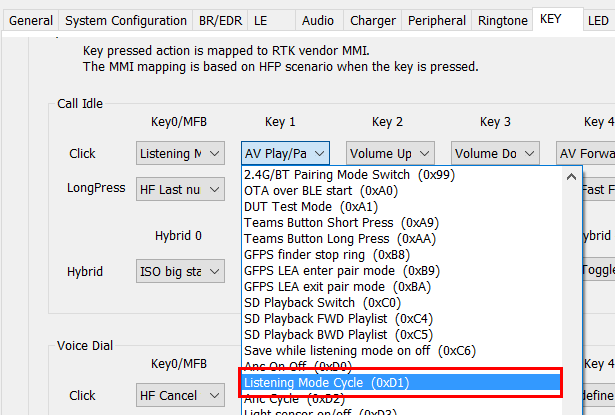 General System Configuration BR/EDR LE Audio Charger Peripheral Ringtone KEY LED
Key pressed action is mapped to RTK vendor MMI.
The MMI mapping is based on HFP scenario when the key is pressed.
Call Idle
Key0/MFB Key 1 Key 2 Key 3 Key 4
Click Listening M AV Play/Pa Volume Up Volume Do AV Forwa
LongPress HF Last nu Fast F
Hybrid 0 ybrid
Hybrid ISO big sta Toggle
2.4G/BT Pairing Mode Switch (0x99)
OTA over BLE start (0xA0)
DUT Test Mode (0xA1)
Teams Button Short Press (0xA9)
Teams Button Long Press (0xAA)
GFPS finder stop ring (0xB8)
GFPS LEA enter pair mode (0xB9)
GFPS LEA exit pair mode (0xBA)
SD Playback Switch (0xC0)
SD Playback FWD Playlist (0xC4)
SD Playback BWD Playlist (0xC5)
Save while listening mode on off (0xC6)
Anc On Off (0xD0)
Listening Mode Cycle (0xD1)
Anc Cycle (0xD2)
Light sensor on/off (0xD3)
Voice Dial
Key0/MFB Key 4
Click HF Cancel define